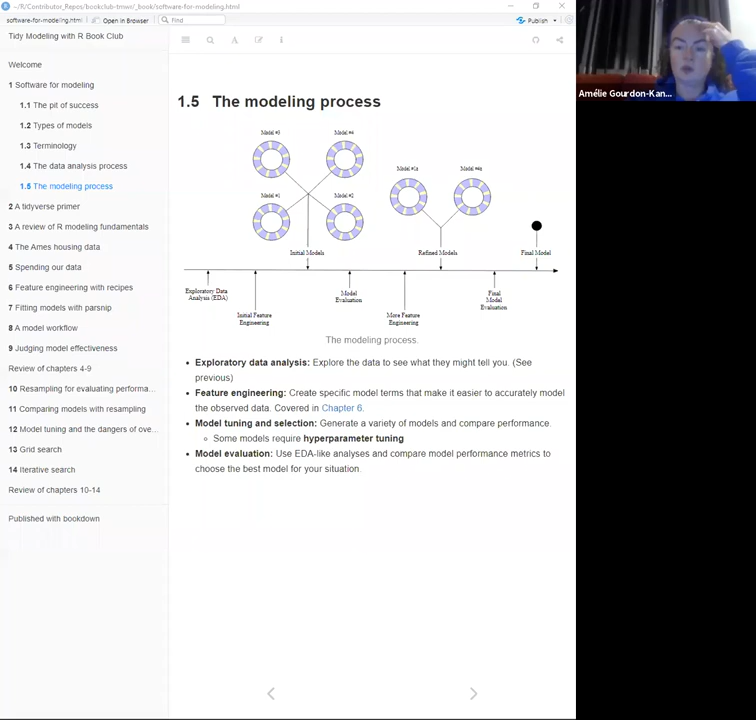 ~/R/Contributor_Repos/bookclub-tmwr/_book/software-for-modeling.html
software-for-modeling.html
Open in Browser
Find
Publish
Tidy Modeling with R Book Club
Welcome
1 Software for modeling
1.1 The pit of success
1.2 Types of models
1.3 Terminology
1.4 The data analysis process
1.5 The modeling process
2 A tidyverse primer
3 A review of R modeling fundamentals
4 The Ames housing data
5 Spending our data
6 Feature engineering with recipes
7 Fitting models with parsnip
8 A model workflow
9 Judging model effectiveness
Review of chapters 4-9
10 Resampling for evaluating performa...
11 Comparing models with resampling
12 Model tuning and the dangers of ove...
13 Grid search
14 Iterative search
Review of chapters 10-14
Published with bookdown
1.5 The modeling process
Model #3
Model #4
Model #1
Model #2
Model #2a
Model #4a
Initial Models
Refined Models
Final Model
Exploratory Data
Analysis (EDA)
Initial Feature
Engineering
Model
Evaluation
More Feature
Engineering
Final
Model
Evaluation
The modeling process.
• Exploratory data analysis: Explore the data to see what they might tell you. (See
previous)
• Feature engineering: Create specific model terms that make it easier to accurately model
the observed data. Covered in Chapter 6.
• Model tuning and selection: Generate a variety of models and compare performance.
Some models require hyperparameter tuning
• Model evaluation: Use EDA-like analyses and compare model performance metrics to
choose the best model for your situation.
Amélie Gourdon-Kan...